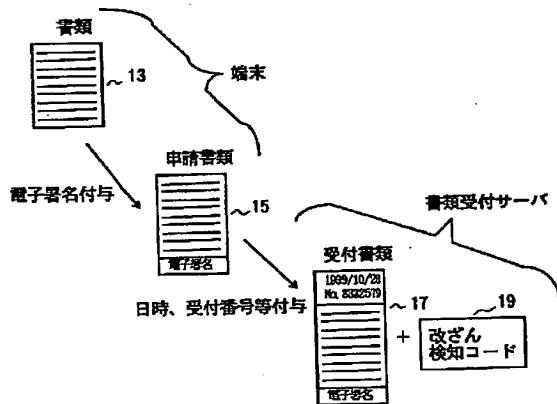 書類
13
端末
申請書類
電子署名付与
15
電子署名
書類受付サーバ
受付書類
1999/10/28
No. 8332579
17
19
日時、受付番号等付与
+
改ざん
検知コード
電子署名